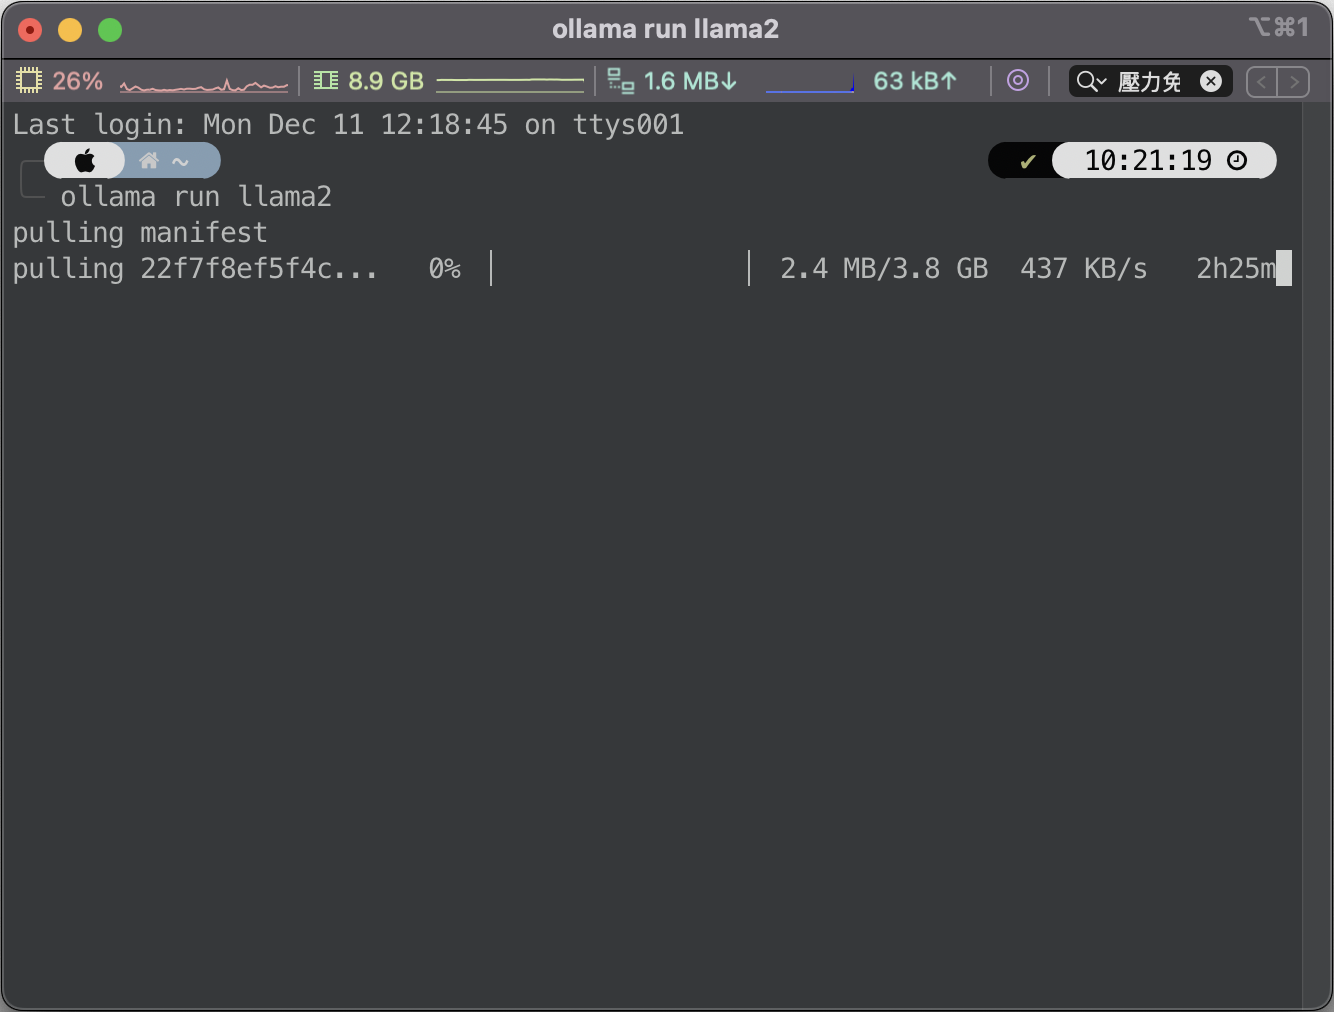 ollama run llama2
⌥⌘1
26% 8.9 GB 1.6 MB↓ 63 kB↑ 壓力免
Last login: Mon Dec 11 12:18:45 on ttys001
~ ✔ 10:21:19
ollama run llama2
pulling manifest
pulling 22f7f8ef5f4c... 0% 2.4 MB/3.8 GB 437 KB/s 2h25m